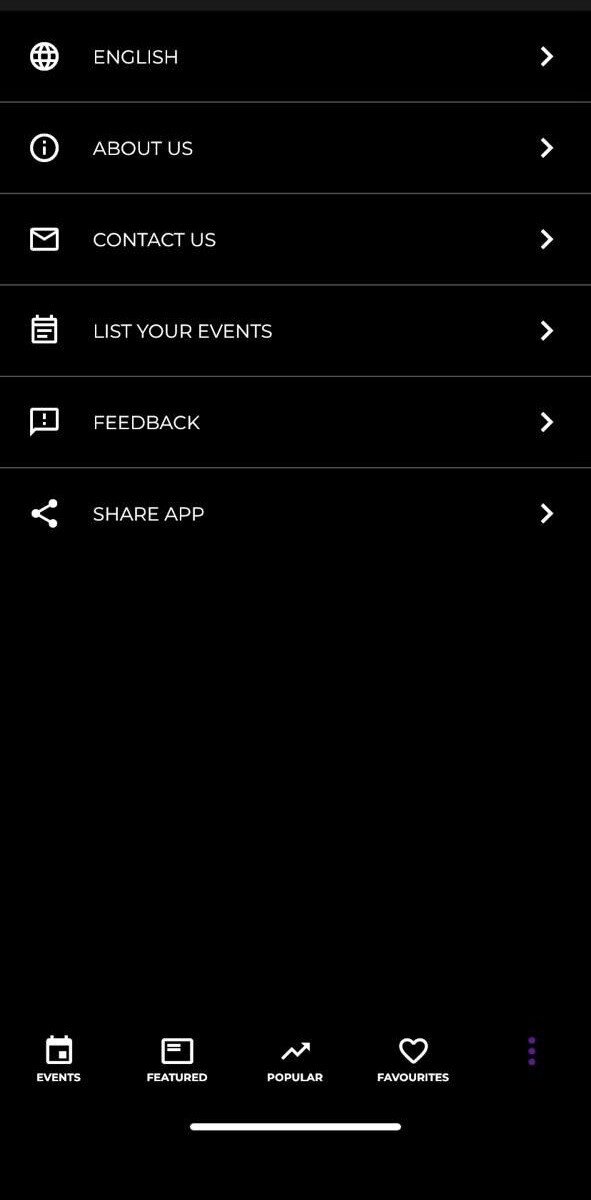 ENGLISH
ABOUT US
CONTACT US
LIST YOUR EVENTS
FEEDBACK
SHARE APP
EVENTS
FEATURED
POPULAR
FAVOURITES